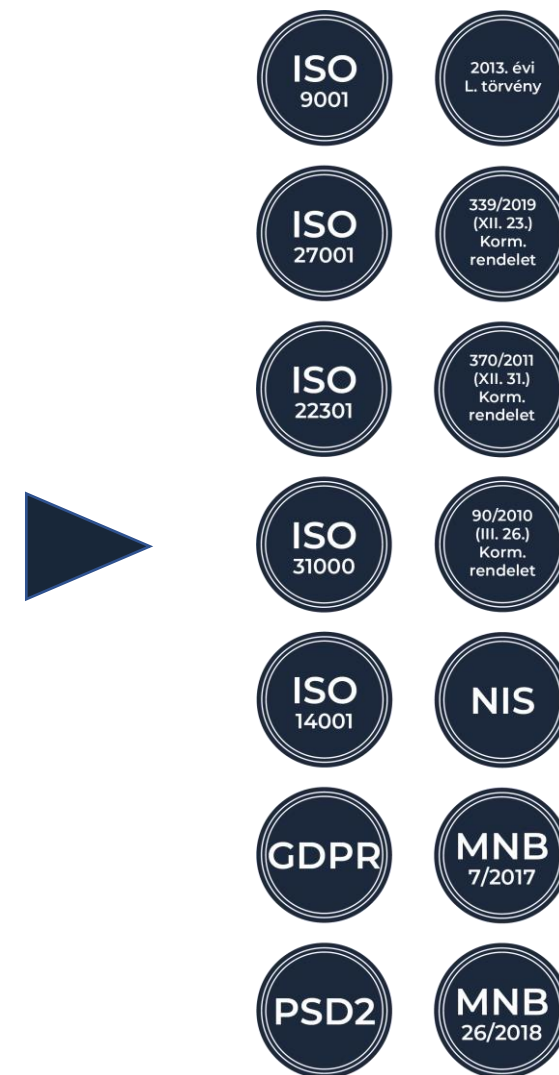 ISO
9001
2013. évi
L. törvény
ISO
27001
339/2019
(XII. 23.)
Korm.
rendelet
ISO
22301
370/2011
(XII. 31.)
Korm.
rendelet
ISO
31000
90/2010
(III. 26.)
Korm.
rendelet
ISO
14001
NIS
GDPR
MNB
7/2017
PSD2
MNB
26/2018